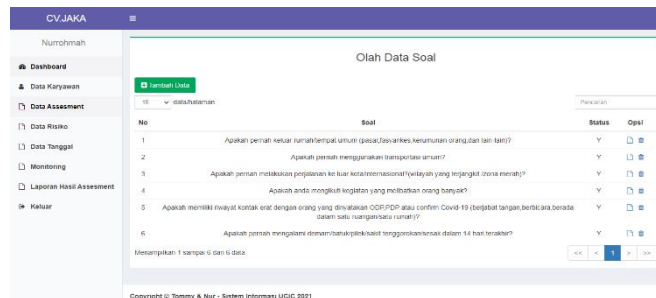 CV.JAKA
Nurrohmah
Dashboard
Data Karyawan
Data Assesment
Data Risiko
Data Tanggal
Monitoring
Laporan Hasil Assesment
Keluar
Olah Data Soal
Tambah Data
10 data/halaman
Pencarian
No Soal Status Opsi
1 Apakah pernah keluar rumah/tempat umum (pasar,fasyankes,kerumunan orang,dan lain-lain)? Y
2 Apakah pernah menggunakan transportasi umum? Y
3 Apakah pernah melakukan perjalanan ke luar kota/internasional?(wilayah yang terjangkit /zona merah)? Y
4 Apakah anda mengikuti kegiatan yang melibatkan orang banyak? Y
5 Apakah memiliki riwayat kontak erat dengan orang yang dinyatakan ODP,PDP atau confirm Covid-19 (berjabat tangan,berbicara,berada Y
dalam satu ruangan/satu rumah)?
6 Apakah pernah mengalami demam/batuk/pilek/sakit tenggorokan/sesak dalam 14 hari terakhir? Y
Menampilkan 1 sampai 6 dari 6 data
<< < 1 > >>
Copyright © Tommy & Nur - Sistem Informasi UCIC 2021